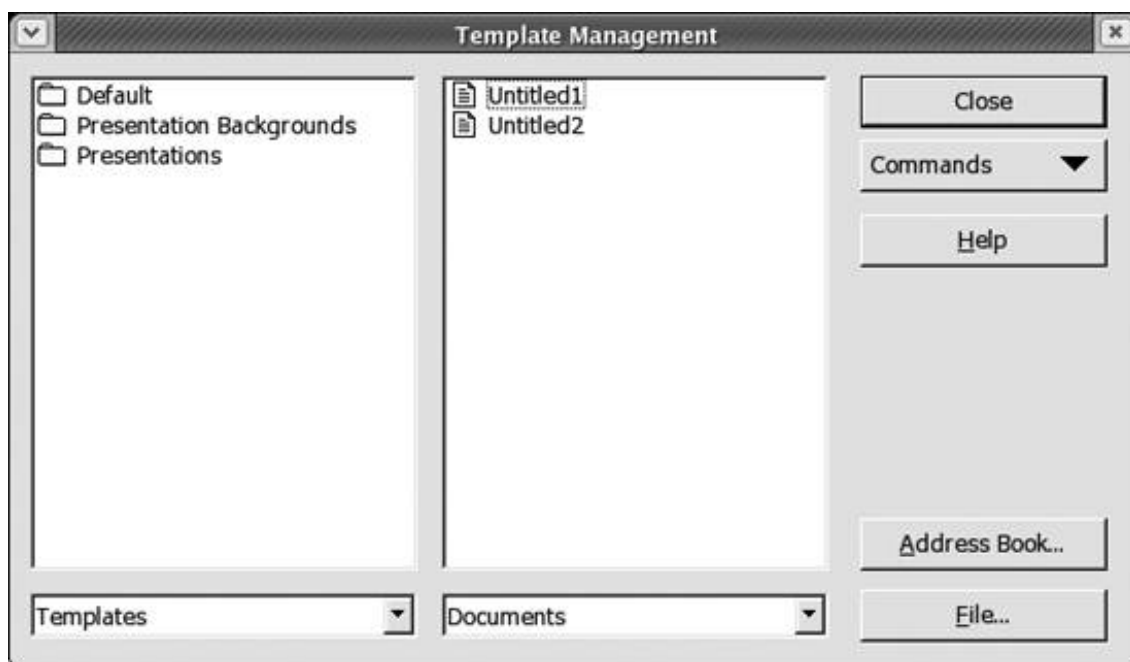 Template Management
Default
Presentation Backgrounds
Presentations
Untitled1
Untitled2
Close
Commands
Help
Address Book...
Templates
Documents
File...